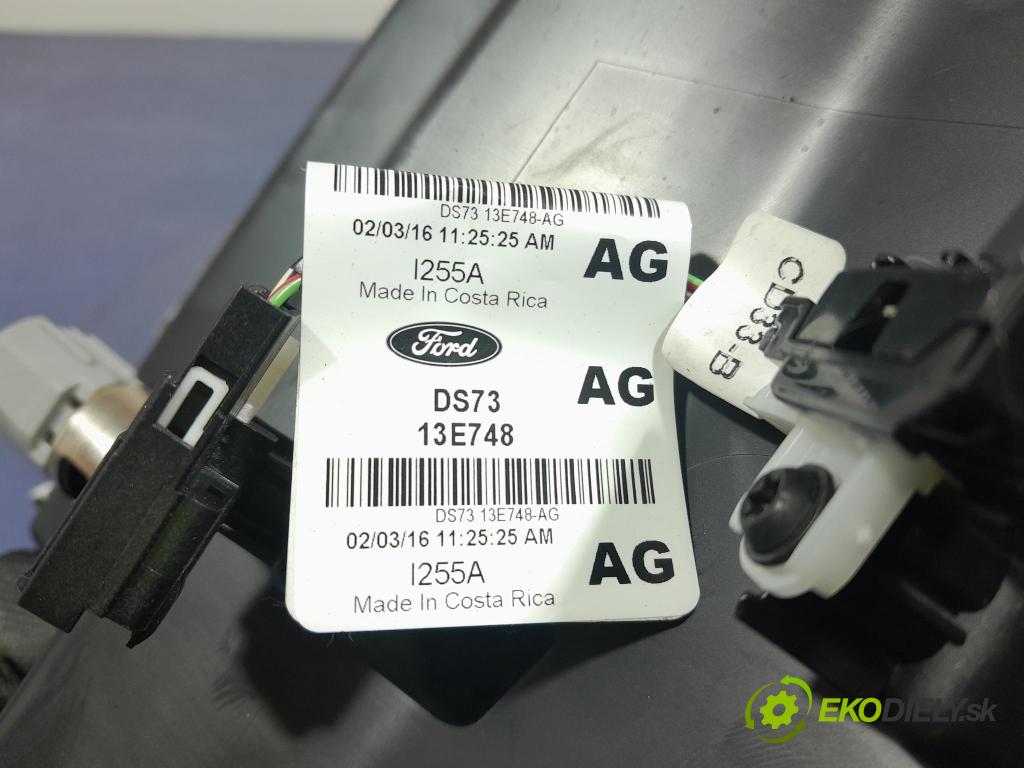 DS73 13E748-AG
02/03/16 11:25:25 AM
AG
I255A
Made In Costa Rica
Ford
DS73
13E748
AG
DS73 13E748-AG
02/03/16 11:25:25 AM
AG
I255A
Made In Costa Rica
CD33-B
EKODIELY.sk